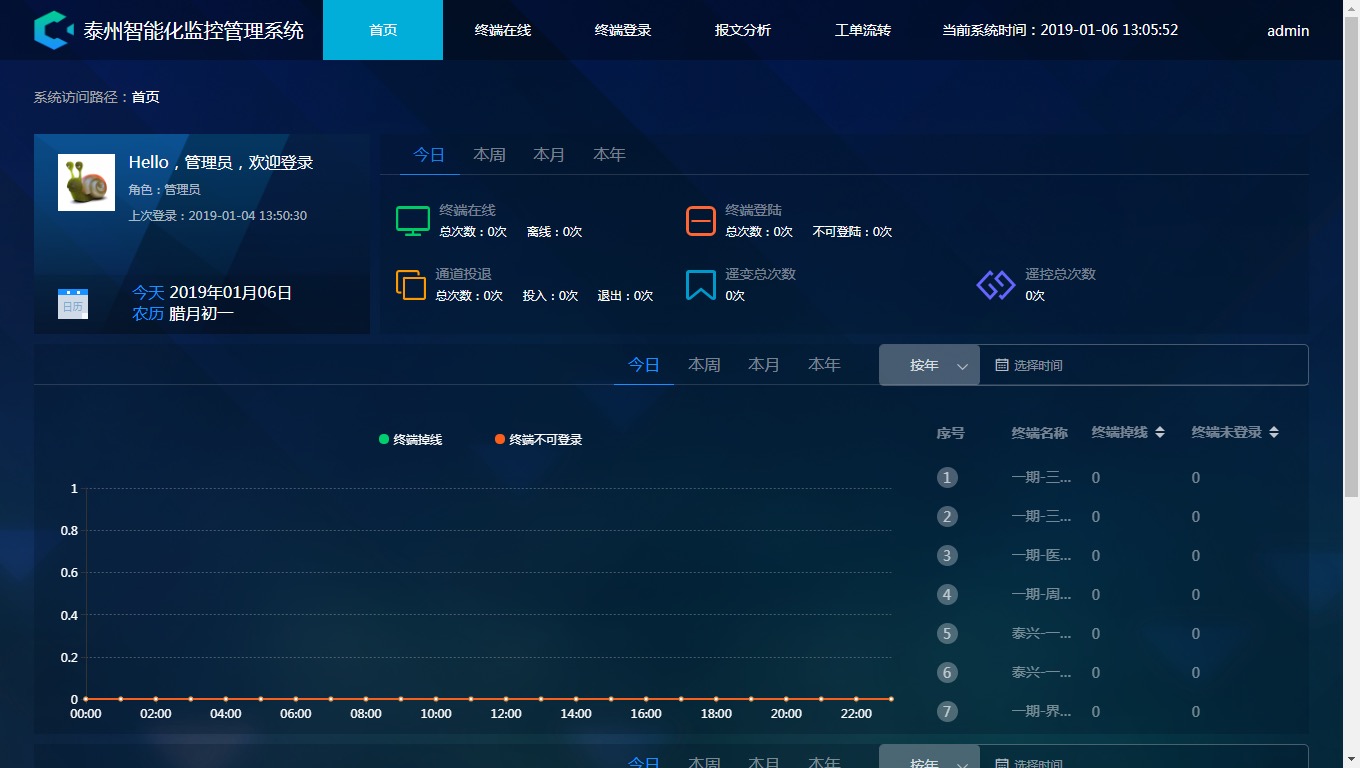 泰州智能化监控管理系统 首页 终端在线 终端登录 报文分析 工单流转 当前系统时间：2019-01-06 13:05:52 admin
系统访问路径：首页
Hello，管理员，欢迎登录
角色：管理员
上次登录：2019-01-04 13:50:30
日历
今天 2019年01月06日
农历 腊月初一
今日 本周 本月 本年
终端在线
总次数：0次 离线：0次
终端登陆
总次数：0次 不可登陆：0次
通道投退
总次数：0次 投入：0次 退出：0次
遥变总次数
0次
遥控总次数
0次
今日 本周 本月 本年 按年 选择时间
终端掉线 终端不可登录
1
0.8
0.6
0.4
0.2
0
00:00 02:00 04:00 06:00 08:00 10:00 12:00 14:00 16:00 18:00 20:00 22:00
序号 终端名称 终端掉线 终端未登录
1 一期-三... 0 0
2 一期-三... 0 0
3 一期-医... 0 0
4 一期-周... 0 0
5 泰兴-一... 0 0
6 泰兴-一... 0 0
7 一期-界... 0 0
今日 本周 本月 本年 按年 选择时间